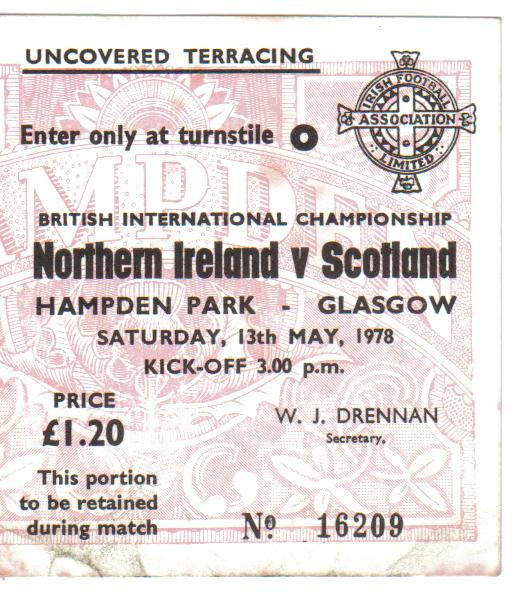 UNCOVERED TERRACING
Enter only at turnstile O
IRISH FOOTBALL
ASSOCIATION
LIMITED
HAMPDEN
BRITISH INTERNATIONAL CHAMPIONSHIP
Northern Ireland v Scotland
HAMPDEN PARK - GLASGOW
SATURDAY, 13th MAY, 1978
KICK-OFF 3.00 p.m.
PRICE
£1.20
W. J. DRENNAN
Secretary.
This portion
to be retained
during match
Nº 16209